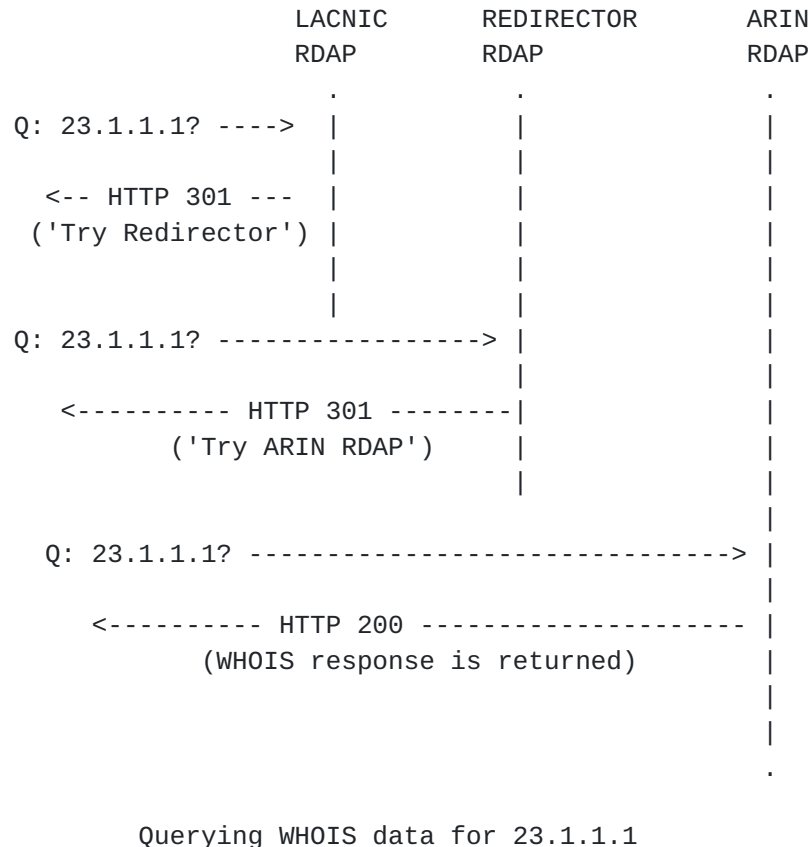 LACNIC REDIRECTOR ARIN
RDAP RDAP RDAP
. . .
Q: 23.1.1.1? ----> | | |
| | |
<-- HTTP 301 --- | | |
('Try Redirector') | | |
| | |
| | |
Q: 23.1.1.1? -----------------> | |
| |
<---------- HTTP 301 --------| |
('Try ARIN RDAP') | |
| |
|
Q: 23.1.1.1? -------------------------------> |
|
<---------- HTTP 200 --------------------- |
(WHOIS response is returned) |
|
|
.
Querying WHOIS data for 23.1.1.1